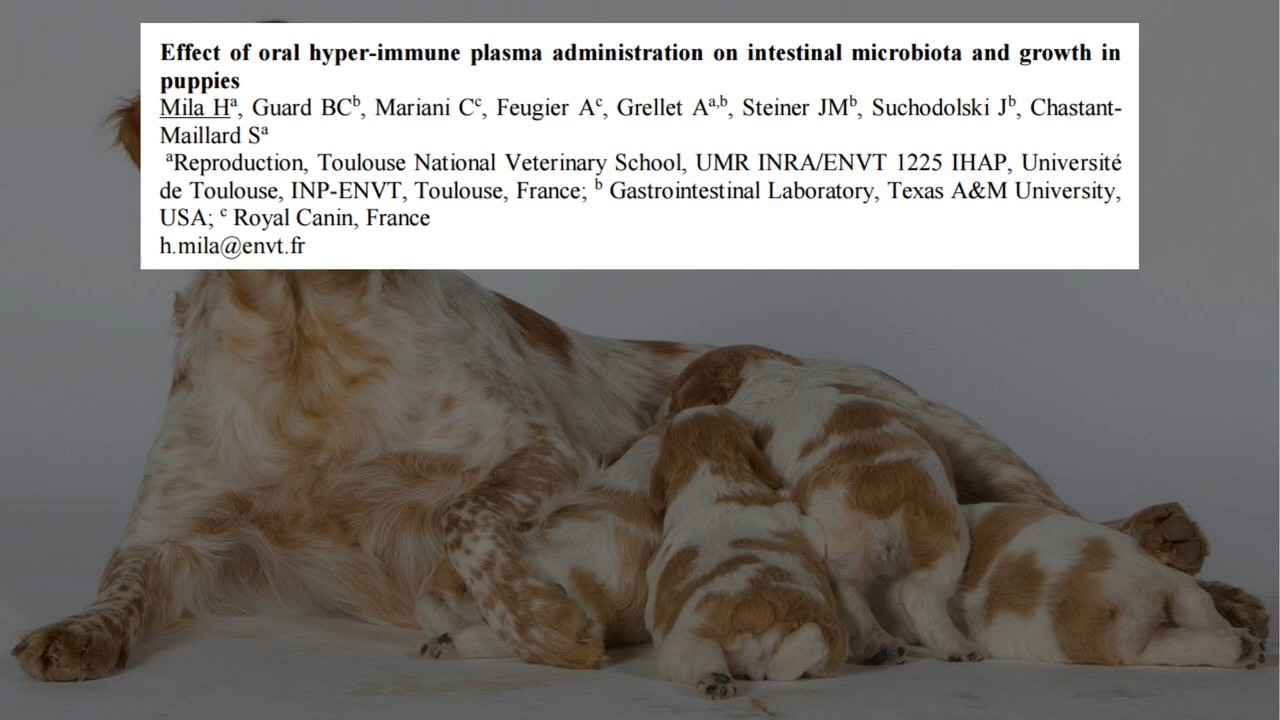 Effect of oral hyper-immune plasma administration on intestinal microbiota and growth in
puppies
Mila Hª, Guard BCᵇ, Mariani Cᶜ, Feugier Aᶜ, Grellet Aª,ᵇ, Steiner JMᵇ, Suchodolski Jᵇ, Chastant-
Maillard Sª
ªReproduction, Toulouse National Veterinary School, UMR INRA/ENVT 1225 IHAP, Université
de Toulouse, INP-ENVT, Toulouse, France; ᵇ Gastrointestinal Laboratory, Texas A&M University,
USA; ᶜ Royal Canin, France
h.mila@envt.fr